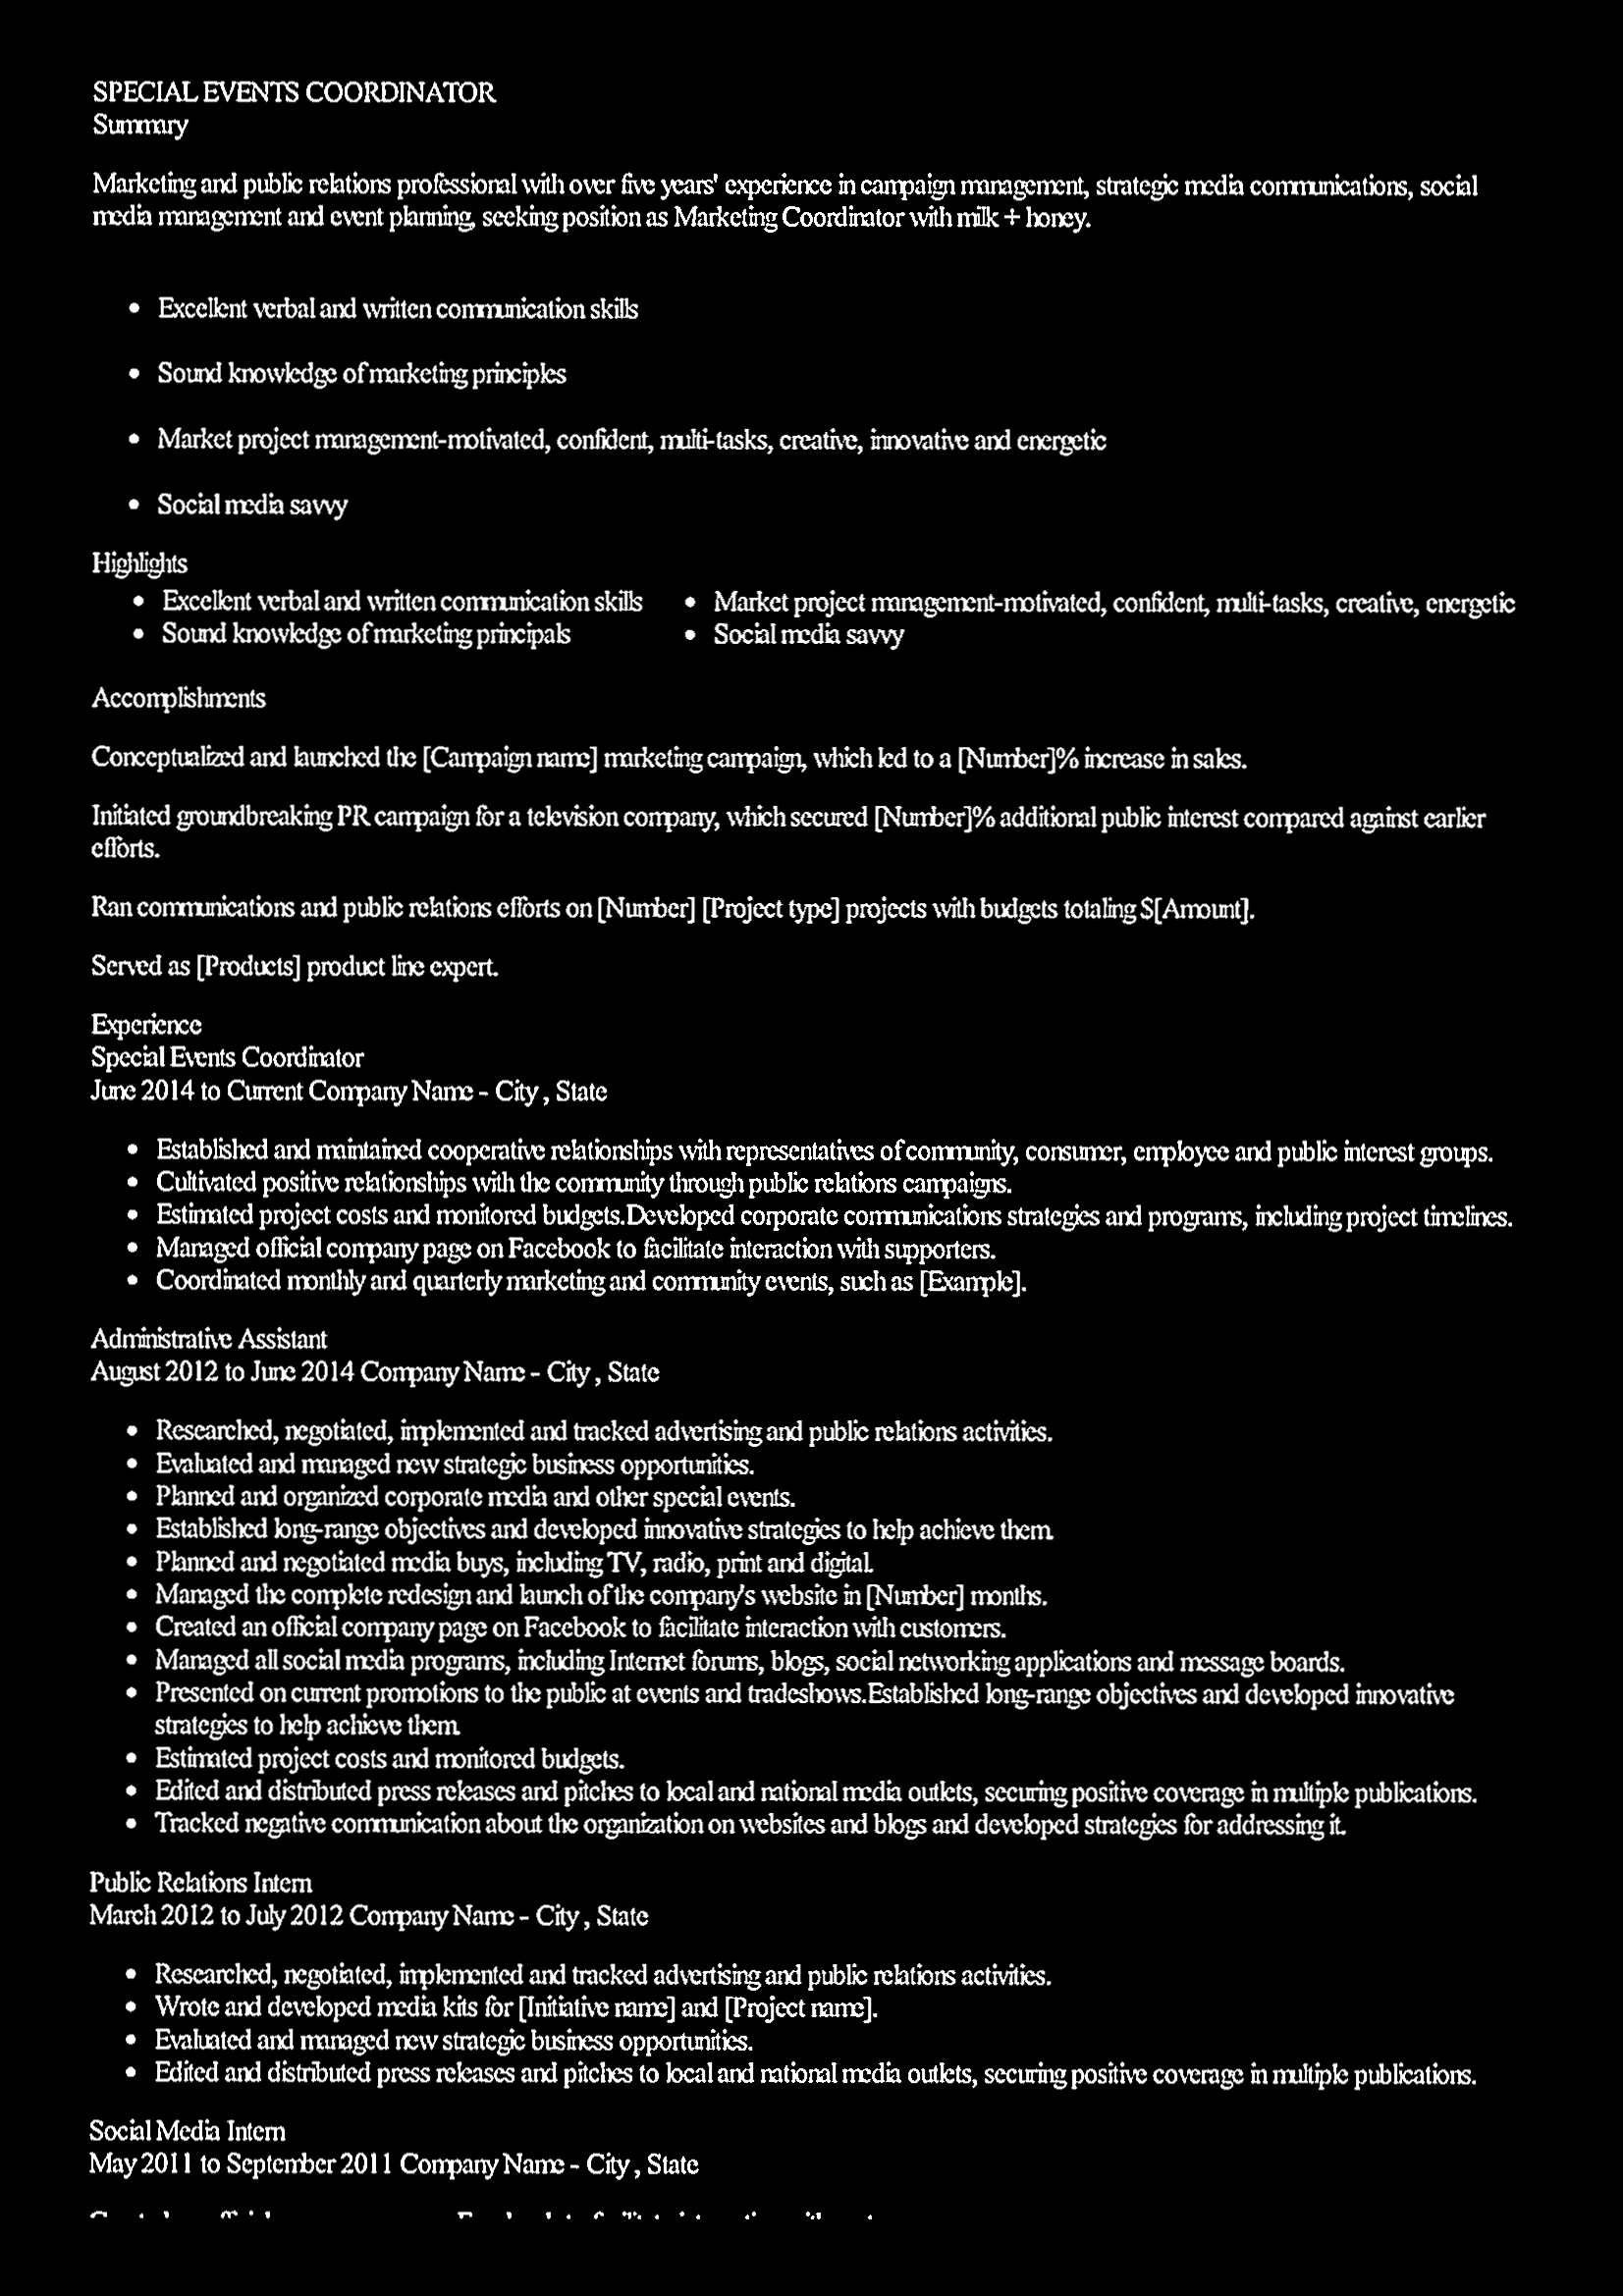 SPECIAL EVENTS COORDINATOR
Summary
Marketing and public relations professional with over five years' experience in campaign management, strategic media communications, social
media management and event planning, seeking position as Marketing Coordinator with milk + honey.
• Excellent verbal and written communication skills
• Sound knowledge of marketing principles
• Market project management-motivated, confident, multi-tasks, creative, innovative and energetic
• Social media savvy
Highlights
• Excellent verbal and written communication skills
• Sound knowledge of marketing principals
• Market project management-motivated, confident, multi-tasks, creative, energetic
• Social media savvy
Accomplishments
Conceptualized and launched the [Campaign name] marketing campaign, which led to a [Number]% increase in sales.
Initiated groundbreaking PR campaign for a television company, which secured [Number]% additional public interest compared against earlier
efforts.
Ran communications and public relations efforts on [Number] [Project type] projects with budgets totaling $[Amount].
Served as [Products] product line expert.
Experience
Special Events Coordinator
June 2014 to Current Company Name - City , State
• Established and maintained cooperative relationships with representatives of community, consumer, employee and public interest groups.
• Cultivated positive relationships with the community through public relations campaigns.
• Estimated project costs and monitored budgets.Developed corporate communications strategies and programs, including project timelines.
• Managed official company page on Facebook to facilitate interaction with supporters.
• Coordinated monthly and quarterly marketing and community events, such as [Example].
Administrative Assistant
August 2012 to June 2014 Company Name - City , State
• Researched, negotiated, implemented and tracked advertising and public relations activities.
• Evaluated and managed new strategic business opportunities.
• Planned and organized corporate media and other special events.
• Established long-range objectives and developed innovative strategies to help achieve them.
• Planned and negotiated media buys, including TV, radio, print and digital.
• Managed the complete redesign and launch of the company's website in [Number] months.
• Created an official company page on Facebook to facilitate interaction with customers.
• Managed all social media programs, including Internet forums, blogs, social networking applications and message boards.
• Presented on current promotions to the public at events and tradeshows.Established long-range objectives and developed innovative
strategies to help achieve them.
• Estimated project costs and monitored budgets.
• Edited and distributed press releases and pitches to local and national media outlets, securing positive coverage in multiple publications.
• Tracked negative communication about the organization on websites and blogs and developed strategies for addressing it.
Public Relations Intern
March 2012 to July 2012 Company Name - City , State
• Researched, negotiated, implemented and tracked advertising and public relations activities.
• Wrote and developed media kits for [Initiative name] and [Project name].
• Evaluated and managed new strategic business opportunities.
• Edited and distributed press releases and pitches to local and national media outlets, securing positive coverage in multiple publications.
Social Media Intern
May 2011 to September 2011 Company Name - City , State